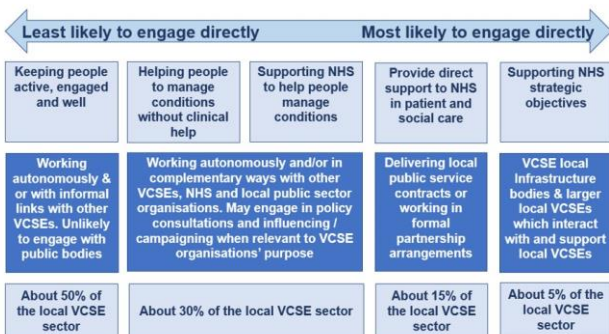 Least likely to engage directly
Most likely to engage directly
Keeping people
active, engaged
and well
Helping people
to manage
conditions
without clinical
help
Supporting NHS
to help people
manage
conditions
Provide direct
support to NHS
in patient and
social care
Supporting NHS
strategic
objectives
Working
autonomously &
or with informal
links with other
VCSEs. Unlikely
to engage with
public bodies
Working autonomously and/or in
complementary ways with other
VCSEs, NHS and local public sector
organisations. May engage in policy
consultations and influencing /
campaigning when relevant to VCSE
organisations' purpose
Delivering local
public service
contracts or
working in
formal
partnership
arrangements
VCSE local
Infrastructure
bodies & larger
local VCSEs
which interact
with and support
local VCSEs
About 50% of
the local VCSE
sector
About 30% of the local VCSE sector
About 15% of
the local VCSE
sector
About 5% of
the local VCSE
sector